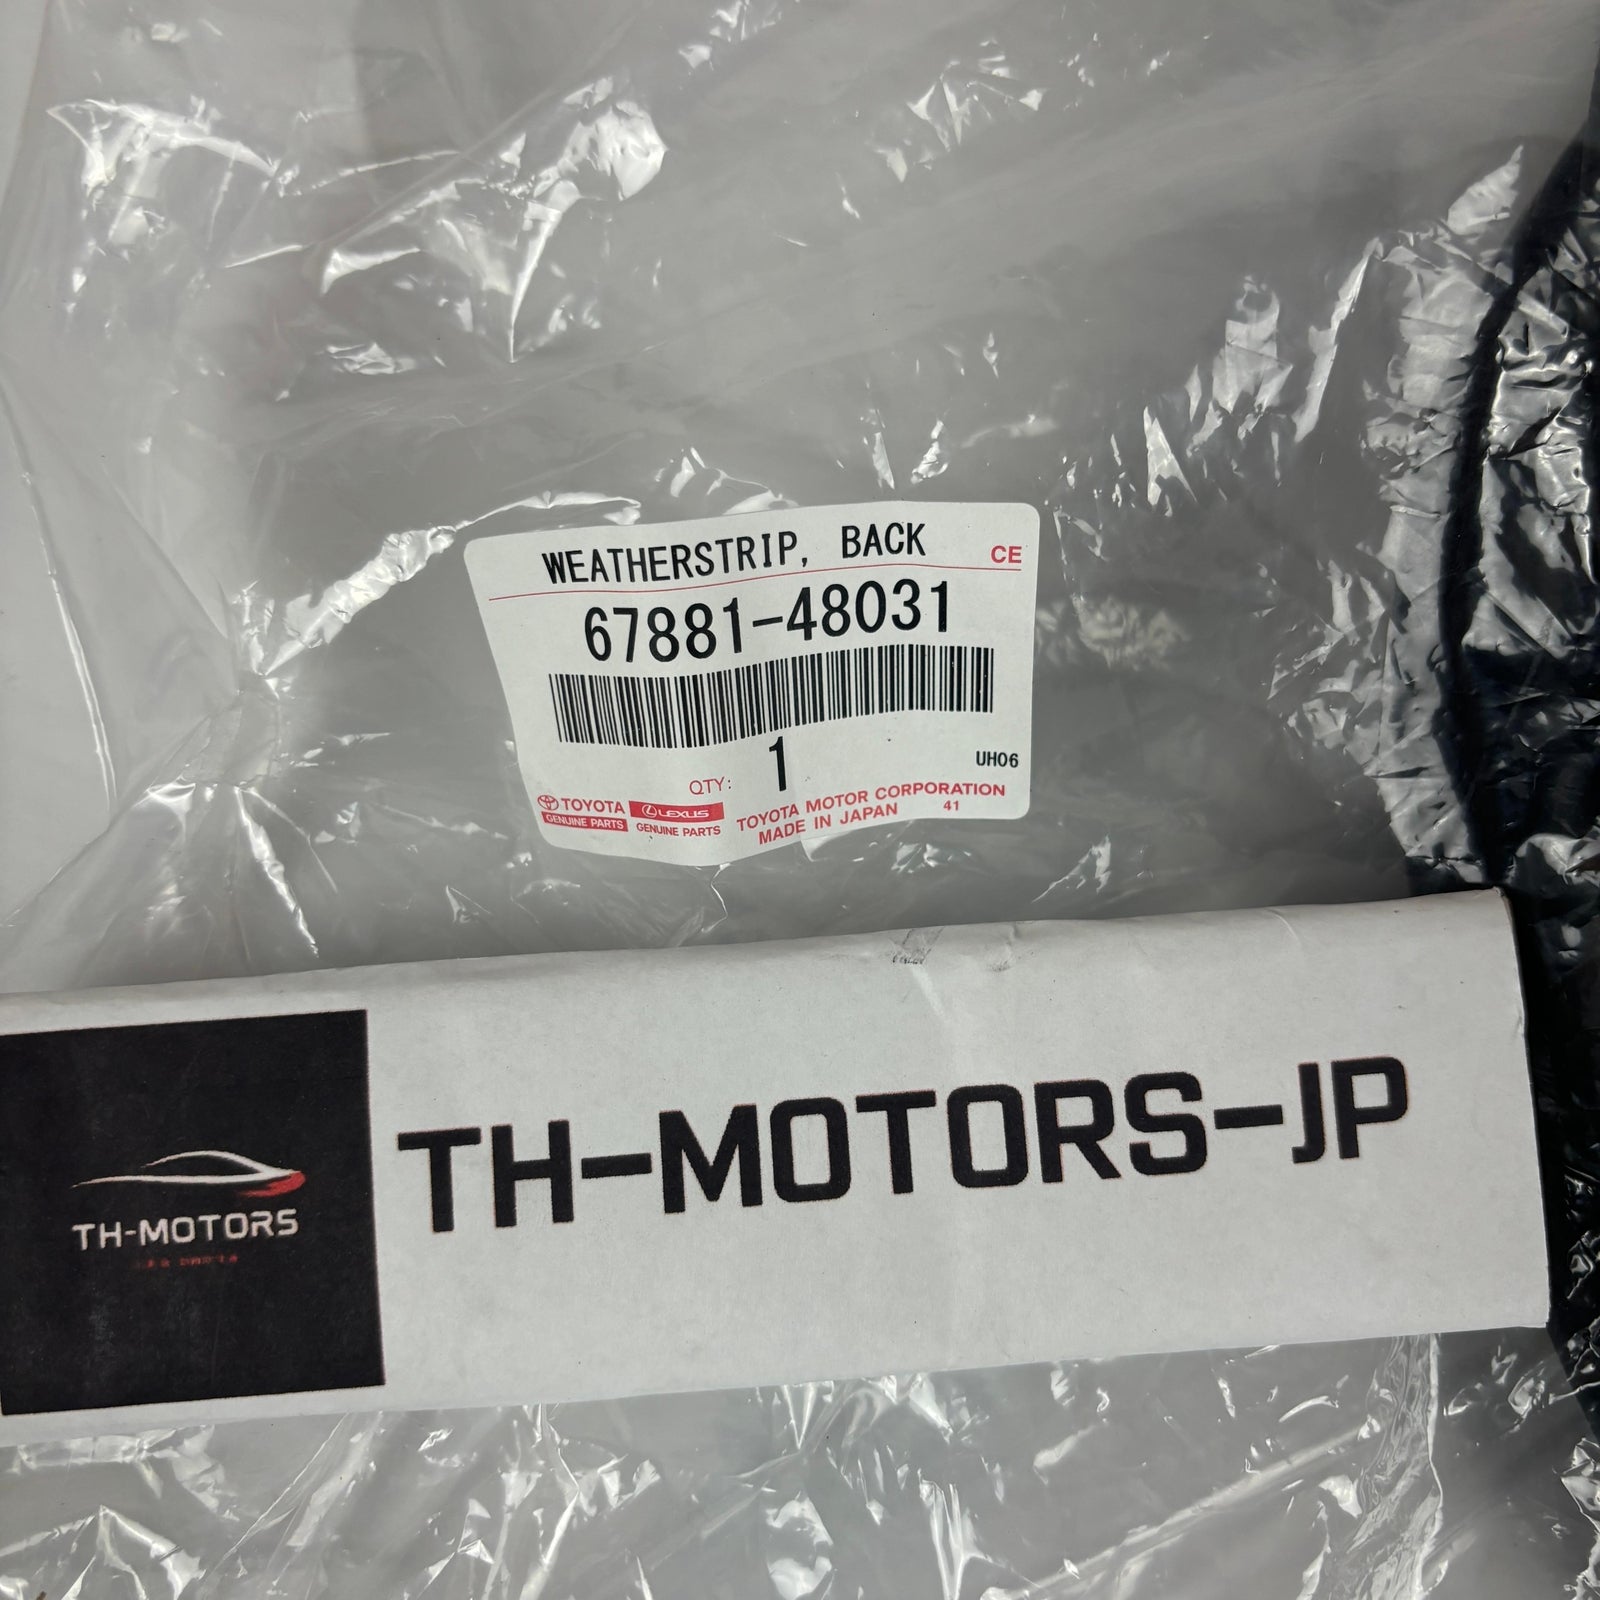 WEATHERSTRIP, BACK
CE
67881-48031
QTY: 1
UH06
TOYOTA
GENUINE PARTS
LEXUS
GENUINE PARTS
TOYOTA MOTOR CORPORATION
MADE IN JAPAN 41
TH-MOTORS-JP
TH-MOTORS